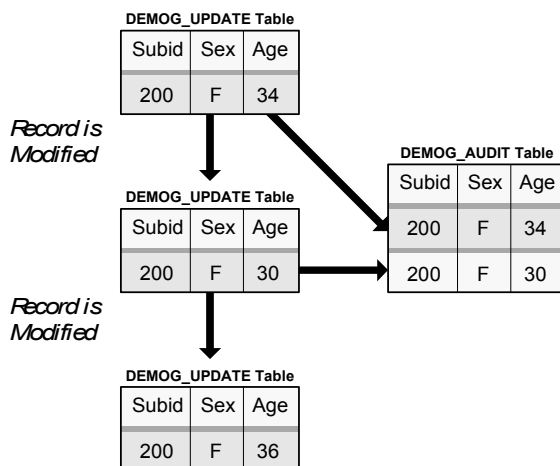 DEMOG_UPDATE Table
Subid Sex Age
200 F 34
Record is
Modified
DEMOG_AUDIT Table
Subid Sex Age
200 F 34
200 F 30
DEMOG_UPDATE Table
Subid Sex Age
200 F 30
Record is
Modified
DEMOG_UPDATE Table
Subid Sex Age
200 F 36